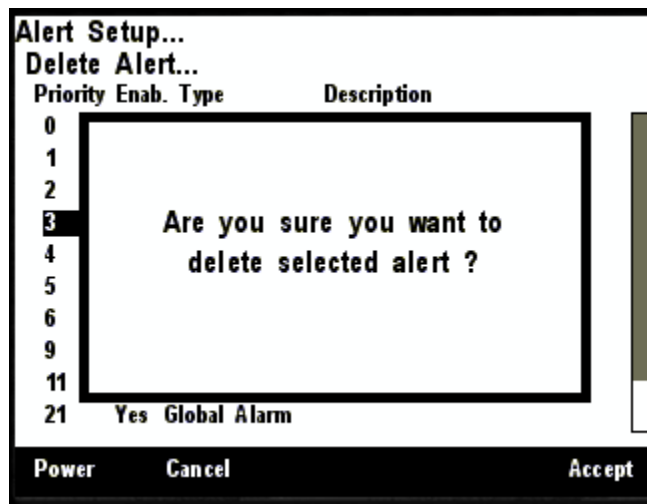 Alert Setup...
Delete Alert...
Priority Enab. Type Description
0
1
2
3
Are you sure you want to
4
delete selected alert ?
5
6
9
11
21 Yes Global Alarm
Power Cancel Accept